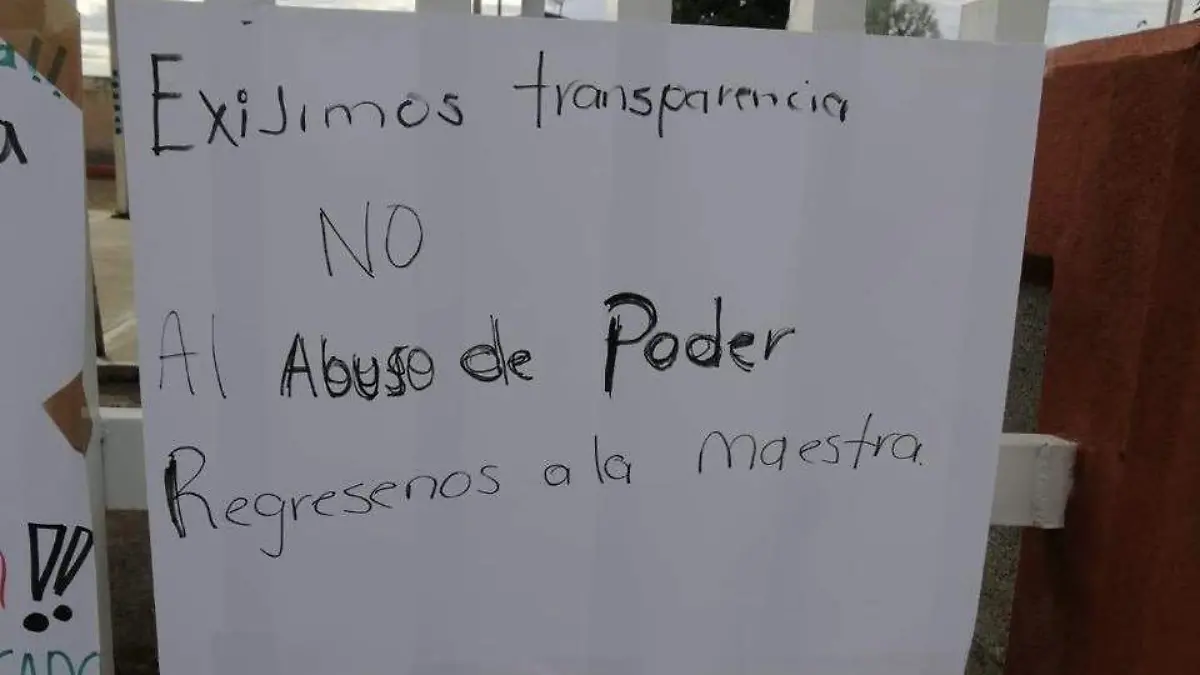 Exijimos transparencia
NO
Al Abuso de Poder
Regresenos a la maestra.
a
!!